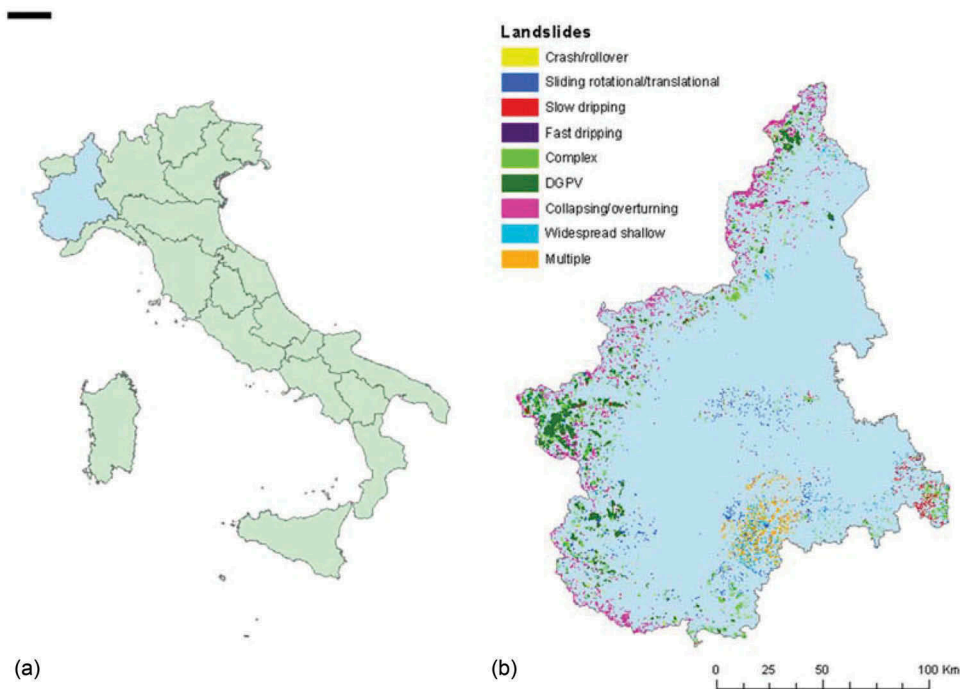 Landslides
Crash/rollover
Sliding rotational/translational
Slow dripping
Fast dripping
Complex
DGPV
Collapsing/overturning
Widespread shallow
Multiple
(a)
(b)
0 25 50 100 Km